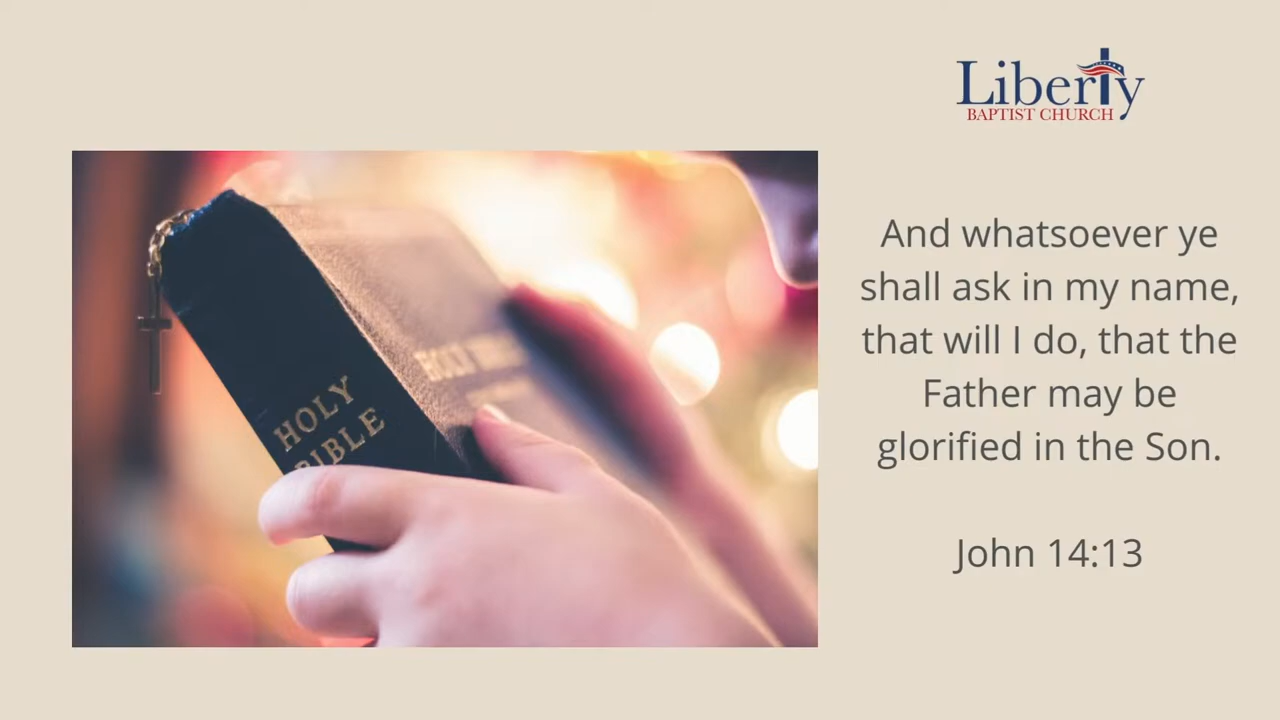 Liberty
BAPTIST CHURCH
And whatsoever ye
shall ask in my name,
that will I do, that the
Father may be
glorified in the Son.
John 14:13
HOLY
BIBLE